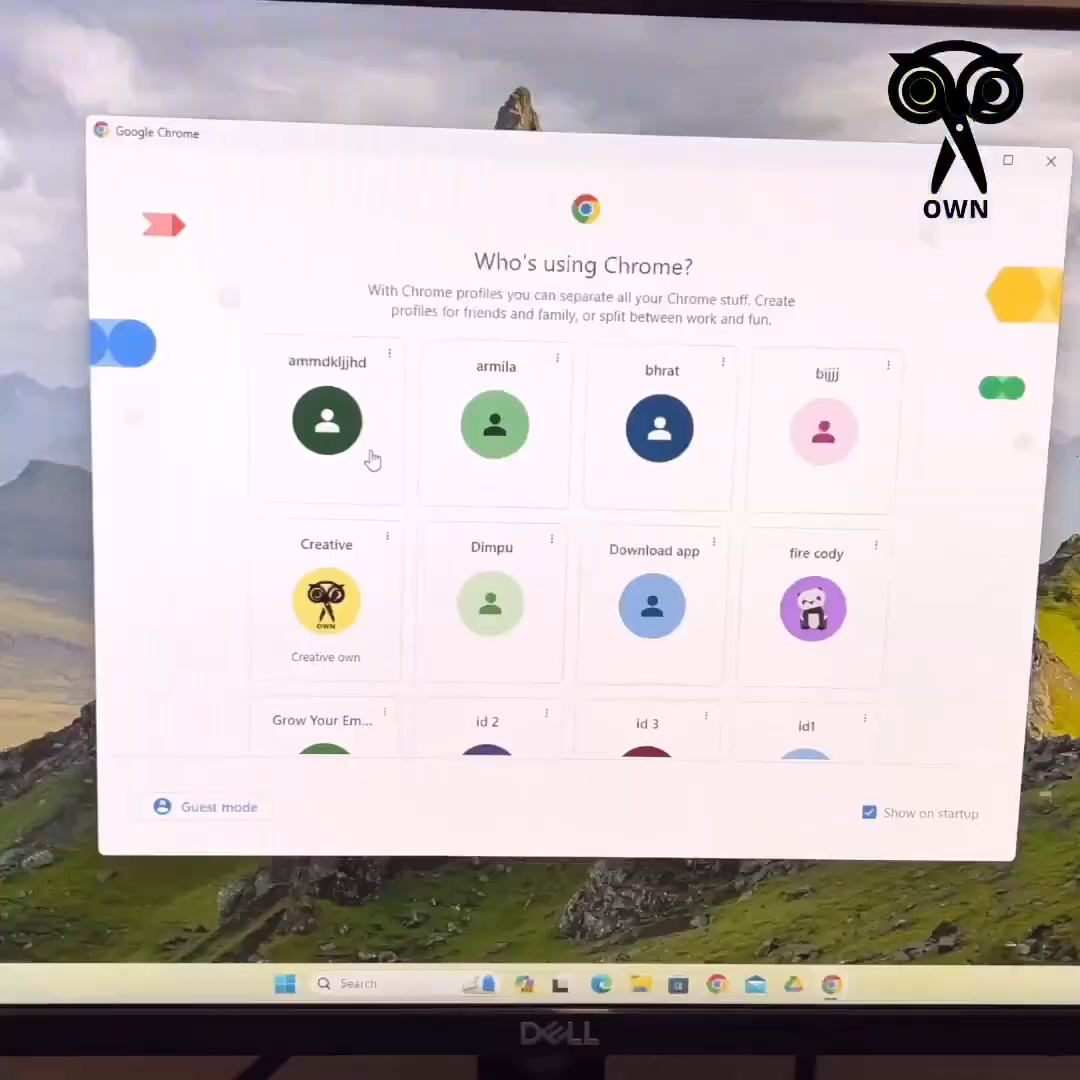 OWN
Google Chrome
Who's using Chrome?
With Chrome profiles you can separate all your Chrome stuff. Create
profiles for friends and family, or split between work and fun.
ammdkljjhd
armila
bhrat
bijjj
Creative
Dimpu
Download app
fire cody
OWN
Creative own
Grow Your Em...
id 2
id 3
id1
Guest mode
Show on startup
Search
DELL